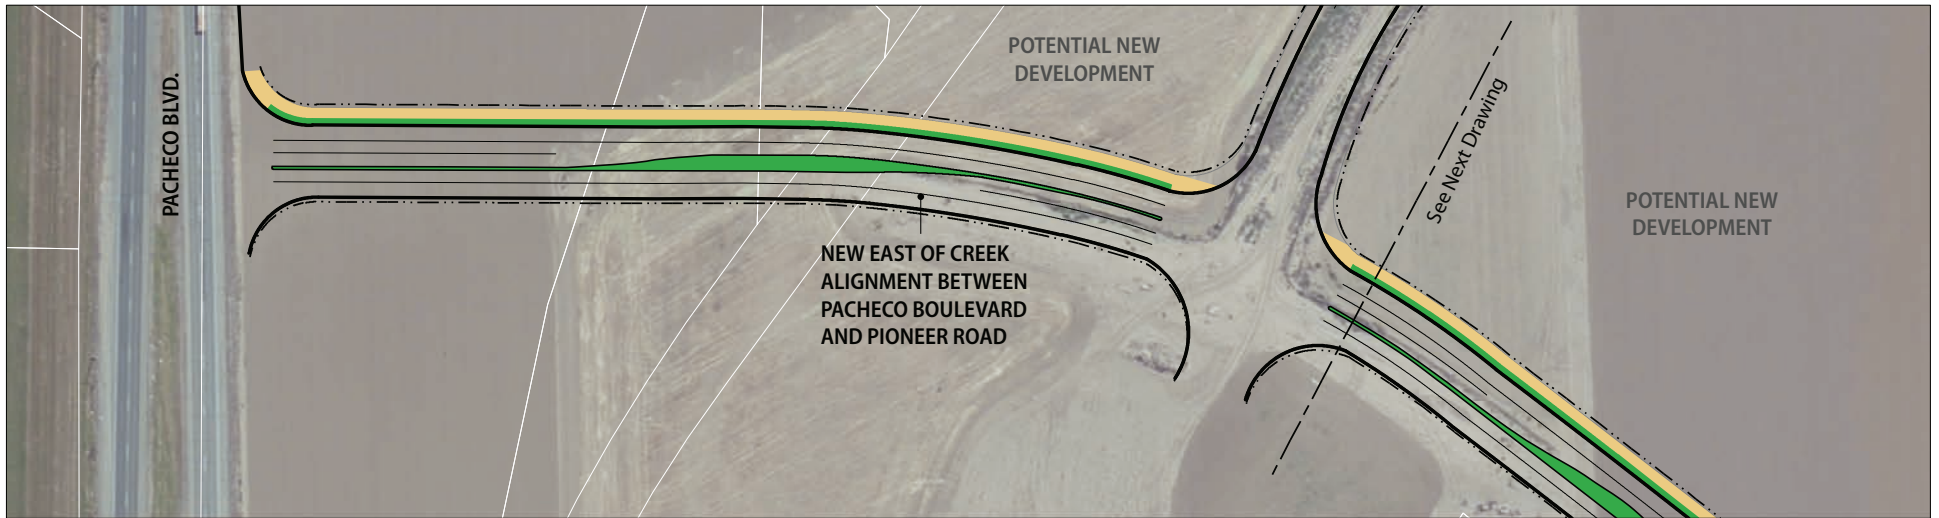 PACHECO BLVD.
POTENTIAL NEW
DEVELOPMENT
See Next Drawing
POTENTIAL NEW
DEVELOPMENT
NEW EAST OF CREEK
ALIGNMENT BETWEEN
PACHECO BOULEVARD
AND PIONEER ROAD